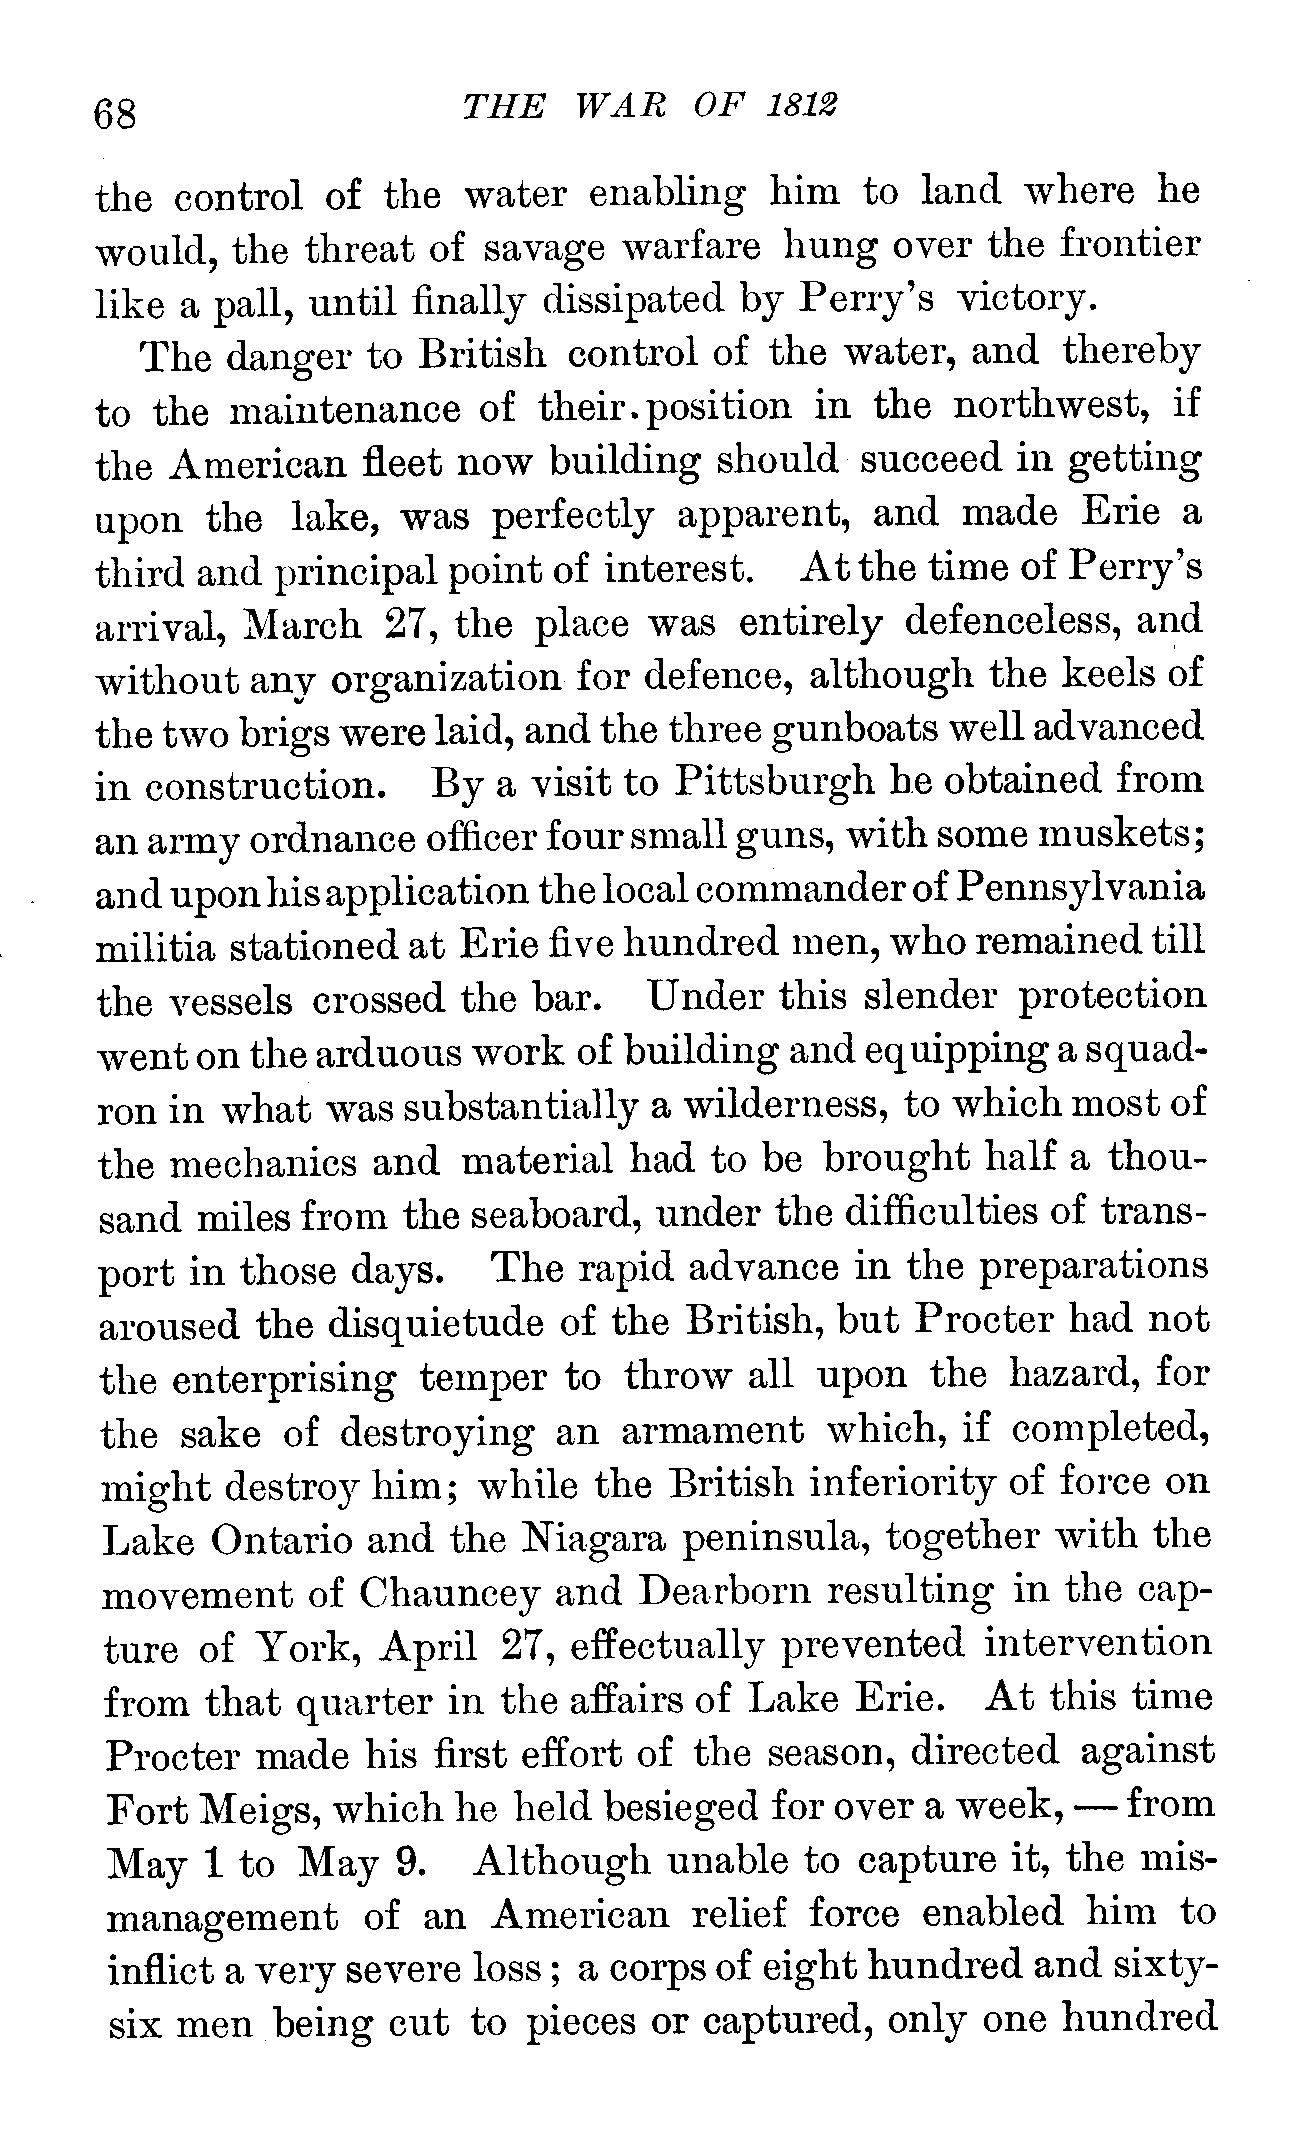 68 THE WAR OF 1812
the control of the water enabling him to land where he
would, the threat of savage warfare hung over the frontier
like a pall, until finally dissipated by Perry's victory.
The danger to British control of the water, and thereby
to the maintenance of their position in the northwest, if
the American fleet now building should succeed in getting
upon the lake, was perfectly apparent, and made Erie a
third and principal point of interest. At the time of Perry's
arrival, March 27, the place was entirely defenceless, and
without any organization for defence, although the keels of
the two brigs were laid, and the three gunboats well advanced
in construction. By a visit to Pittsburgh he obtained from
an army ordnance officer four small guns, with some muskets;
and upon his application the local commander of Pennsylvania
militia stationed at Erie five hundred men, who remained till
the vessels crossed the bar. Under this slender protection
went on the arduous work of building and equipping a squad-
ron in what was substantially a wilderness, to which most of
the mechanics and material had to be brought half a thou-
sand miles from the seaboard, under the difficulties of trans-
port in those days. The rapid advance in the preparations
aroused the disquietude of the British, but Procter had not
the enterprising temper to throw all upon the hazard, for
the sake of destroying an armament which, if completed,
might destroy him; while the British inferiority of force on
Lake Ontario and the Niagara peninsula, together with the
movement of Chauncey and Dearborn resulting in the cap-
ture of York, April 27, effectually prevented intervention
from that quarter in the affairs of Lake Erie. At this time
Procter made his first effort of the season, directed against
Fort Meigs, which he held besieged for over a week, — from
May 1 to May 9. Although unable to capture it, the mis-
management of an American relief force enabled him to
inflict a very severe loss; a corps of eight hundred and sixty-
six men being cut to pieces or captured, only one hundred